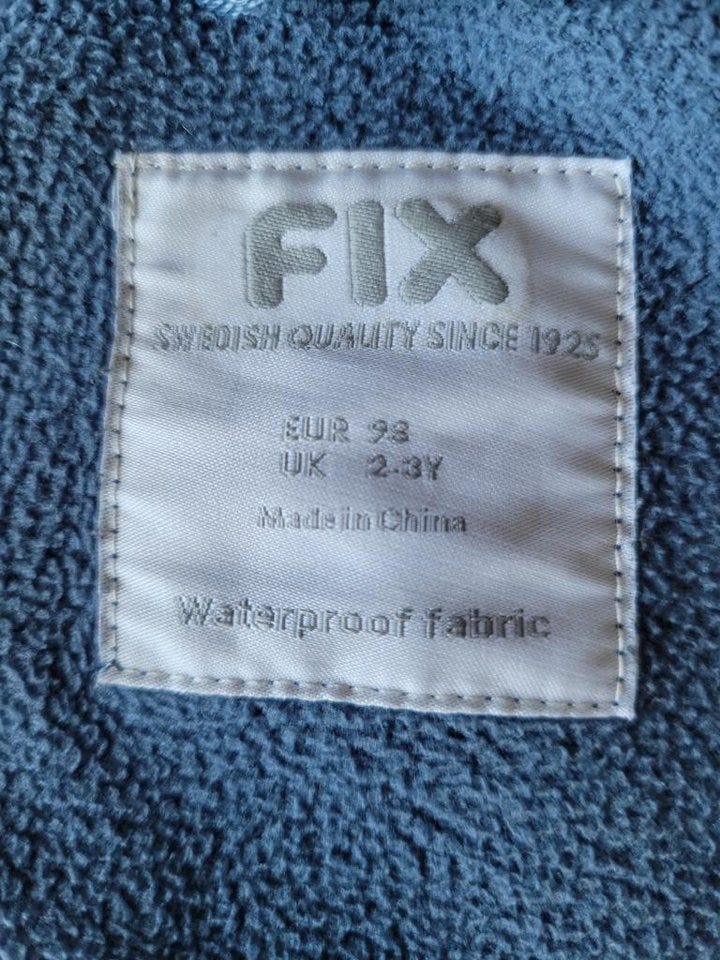 FIX
SWEDISH QUALITY SINCE 1925
EUR 98
UK 2-3Y
Made in China
Waterproof fabric